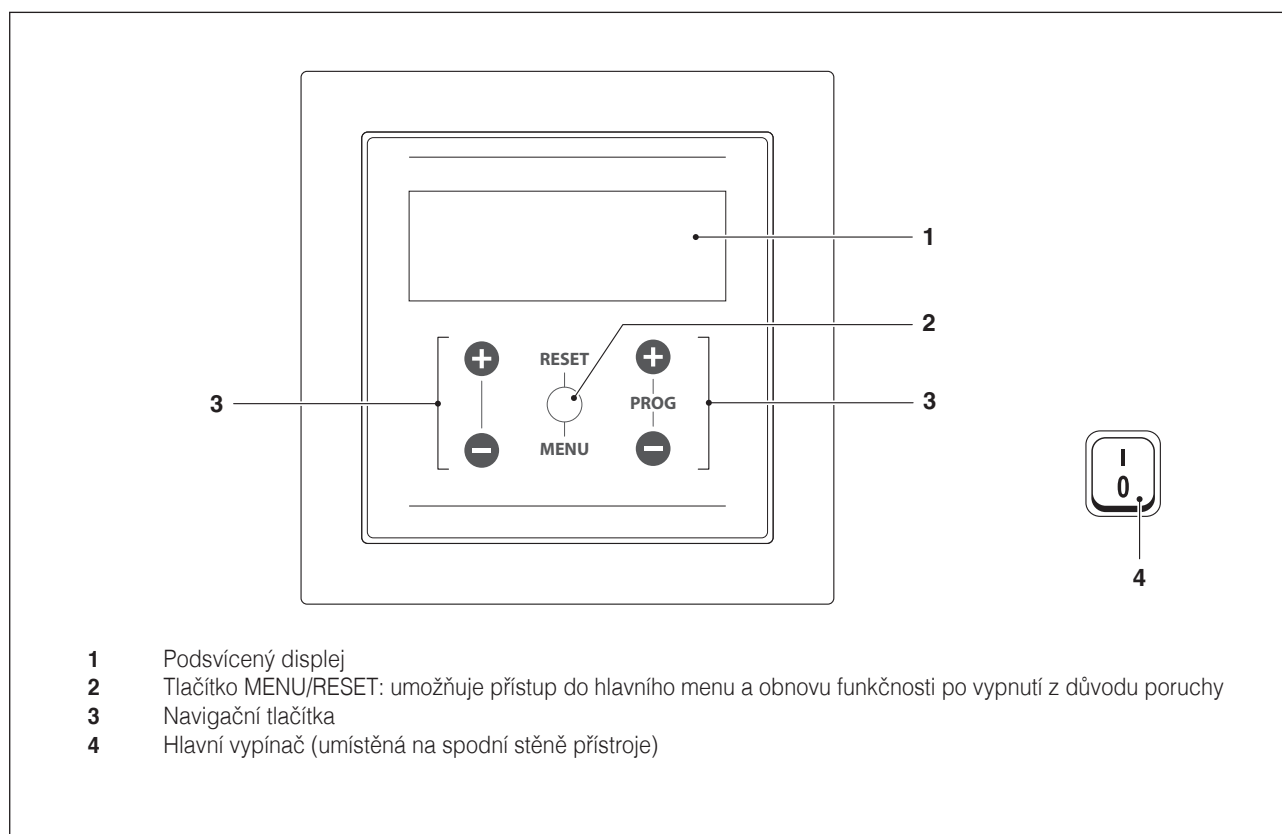 1
2
RESET
3
PROG
3
MENU
I
0
4
1 Podsvícený displej
2 Tlačítko MENU/RESET: umožňuje přístup do hlavního menu a obnovu funkčnosti po vypnutí z důvodu poruchy
3 Navigační tlačítka
4 Hlavní vypínač (umístěná na spodní stěně přístroje)